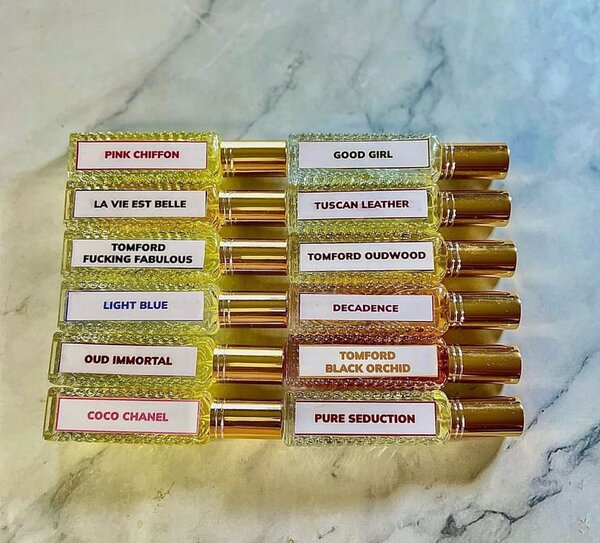 PINK CHIFFON
GOOD GIRL
LA VIE EST BELLE
TUSCAN LEATHER
TOMFORD
FUCKING FABULOUS
TOMFORD OUDWOOD
LIGHT BLUE
DECADENCE
OUD IMMORTAL
TOMFORD
BLACK ORCHID
COCO CHANEL
PURE SEDUCTION